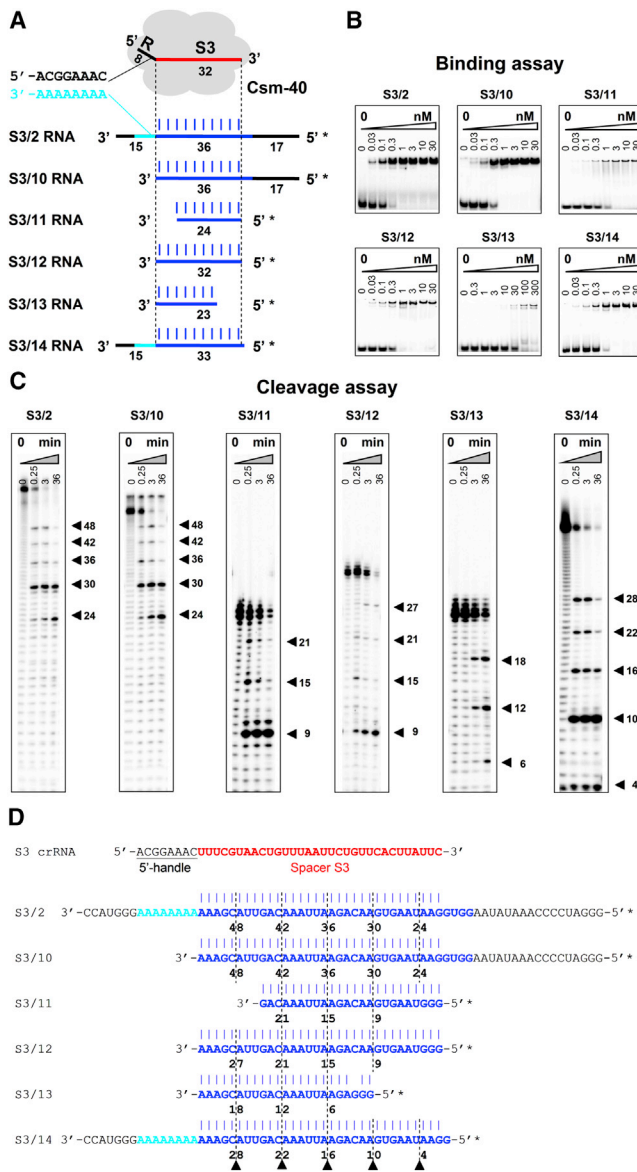 A
5' R S3 3'
8 32
5'-ACGGAAAC
3'-AAAAAAAA
Csm-40
S3/2 RNA 3' 15 36 17 5' *
S3/10 RNA 3' 36 17 5' *
S3/11 RNA 3' 24 5' *
S3/12 RNA 3' 32 5' *
S3/13 RNA 3' 23 5' *
S3/14 RNA 3' 15 33 5' *
B
Binding assay
S3/2 S3/10 S3/11
0 nM 0 nM 0 nM
0 0.03 0.1 0.3 1 3 10 30 0 0.03 0.1 0.3 1 3 10 30 0 0.03 0.1 0.3 1 3 10 30
S3/12 S3/13 S3/14
0 nM 0 nM 0 nM
0 0.03 0.1 0.3 1 3 10 30 0 0.3 1 3 10 30 100 300 0 0.03 0.1 0.3 1 3 10 30
C
Cleavage assay
S3/2 S3/10 S3/11 S3/12 S3/13 S3/14
0 min 0 min 0 min 0 min 0 min 0 min
0 0.25 3 36 0 0.25 3 36 0 0.25 3 36 0 0.25 3 36 0 0.25 3 36 0 0.25 3 36
48 42 36 30 24
48 42 36 30 24
21 15 9
27 21 15 9
18 12 6
28 22 16 10 4
D
S3 crRNA 5'-ACGGAAACUUUCGUAACUGUUUAAUUCUGUUCACUUAUUC-3'
5'-handle Spacer S3
S3/2 3'-CCAUGGGAAAAAAAAAAAGCAUUGACAAAUUAAGACAAGUGAAUAAGGUGGAAUAUAAACCCCUAGGG-5'*
48 42 36 30 24
S3/10 3'-AAAGCAUUGACAAAUUAAGACAAGUGAAUAAGGUGGAAUAUAAACCCCUAGGG-5'*
48 42 36 30 24
S3/11 3'-GACAAAUUAAGACAAGUGAAUGGG-5'*
21 15 9
S3/12 3'-AAAGCAUUGACAAAUUAAGACAAGUGAAUGGG-5'*
27 21 15 9
S3/13 3'-AAAGCAUUGACAAAUUAAGAGGG-5'*
18 12 6
S3/14 3'-CCAUGGGAAAAAAAAAAAGCAUUGACAAAUUAAGACAAGUGAAUAAGG-5'*
28 22 16 10 4